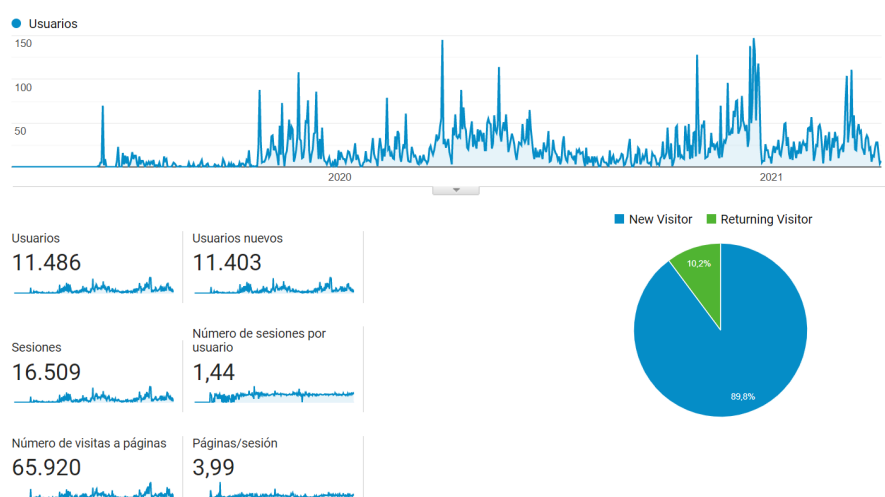 Usuarios
150
100
50
2020
2021
New Visitor Returning Visitor
Usuarios
11.486
Usuarios nuevos
11.403
Sesiones
16.509
Número de sesiones por
usuario
1,44
Número de visitas a páginas
65.920
Páginas/sesión
3,99
10,2%
89,8%